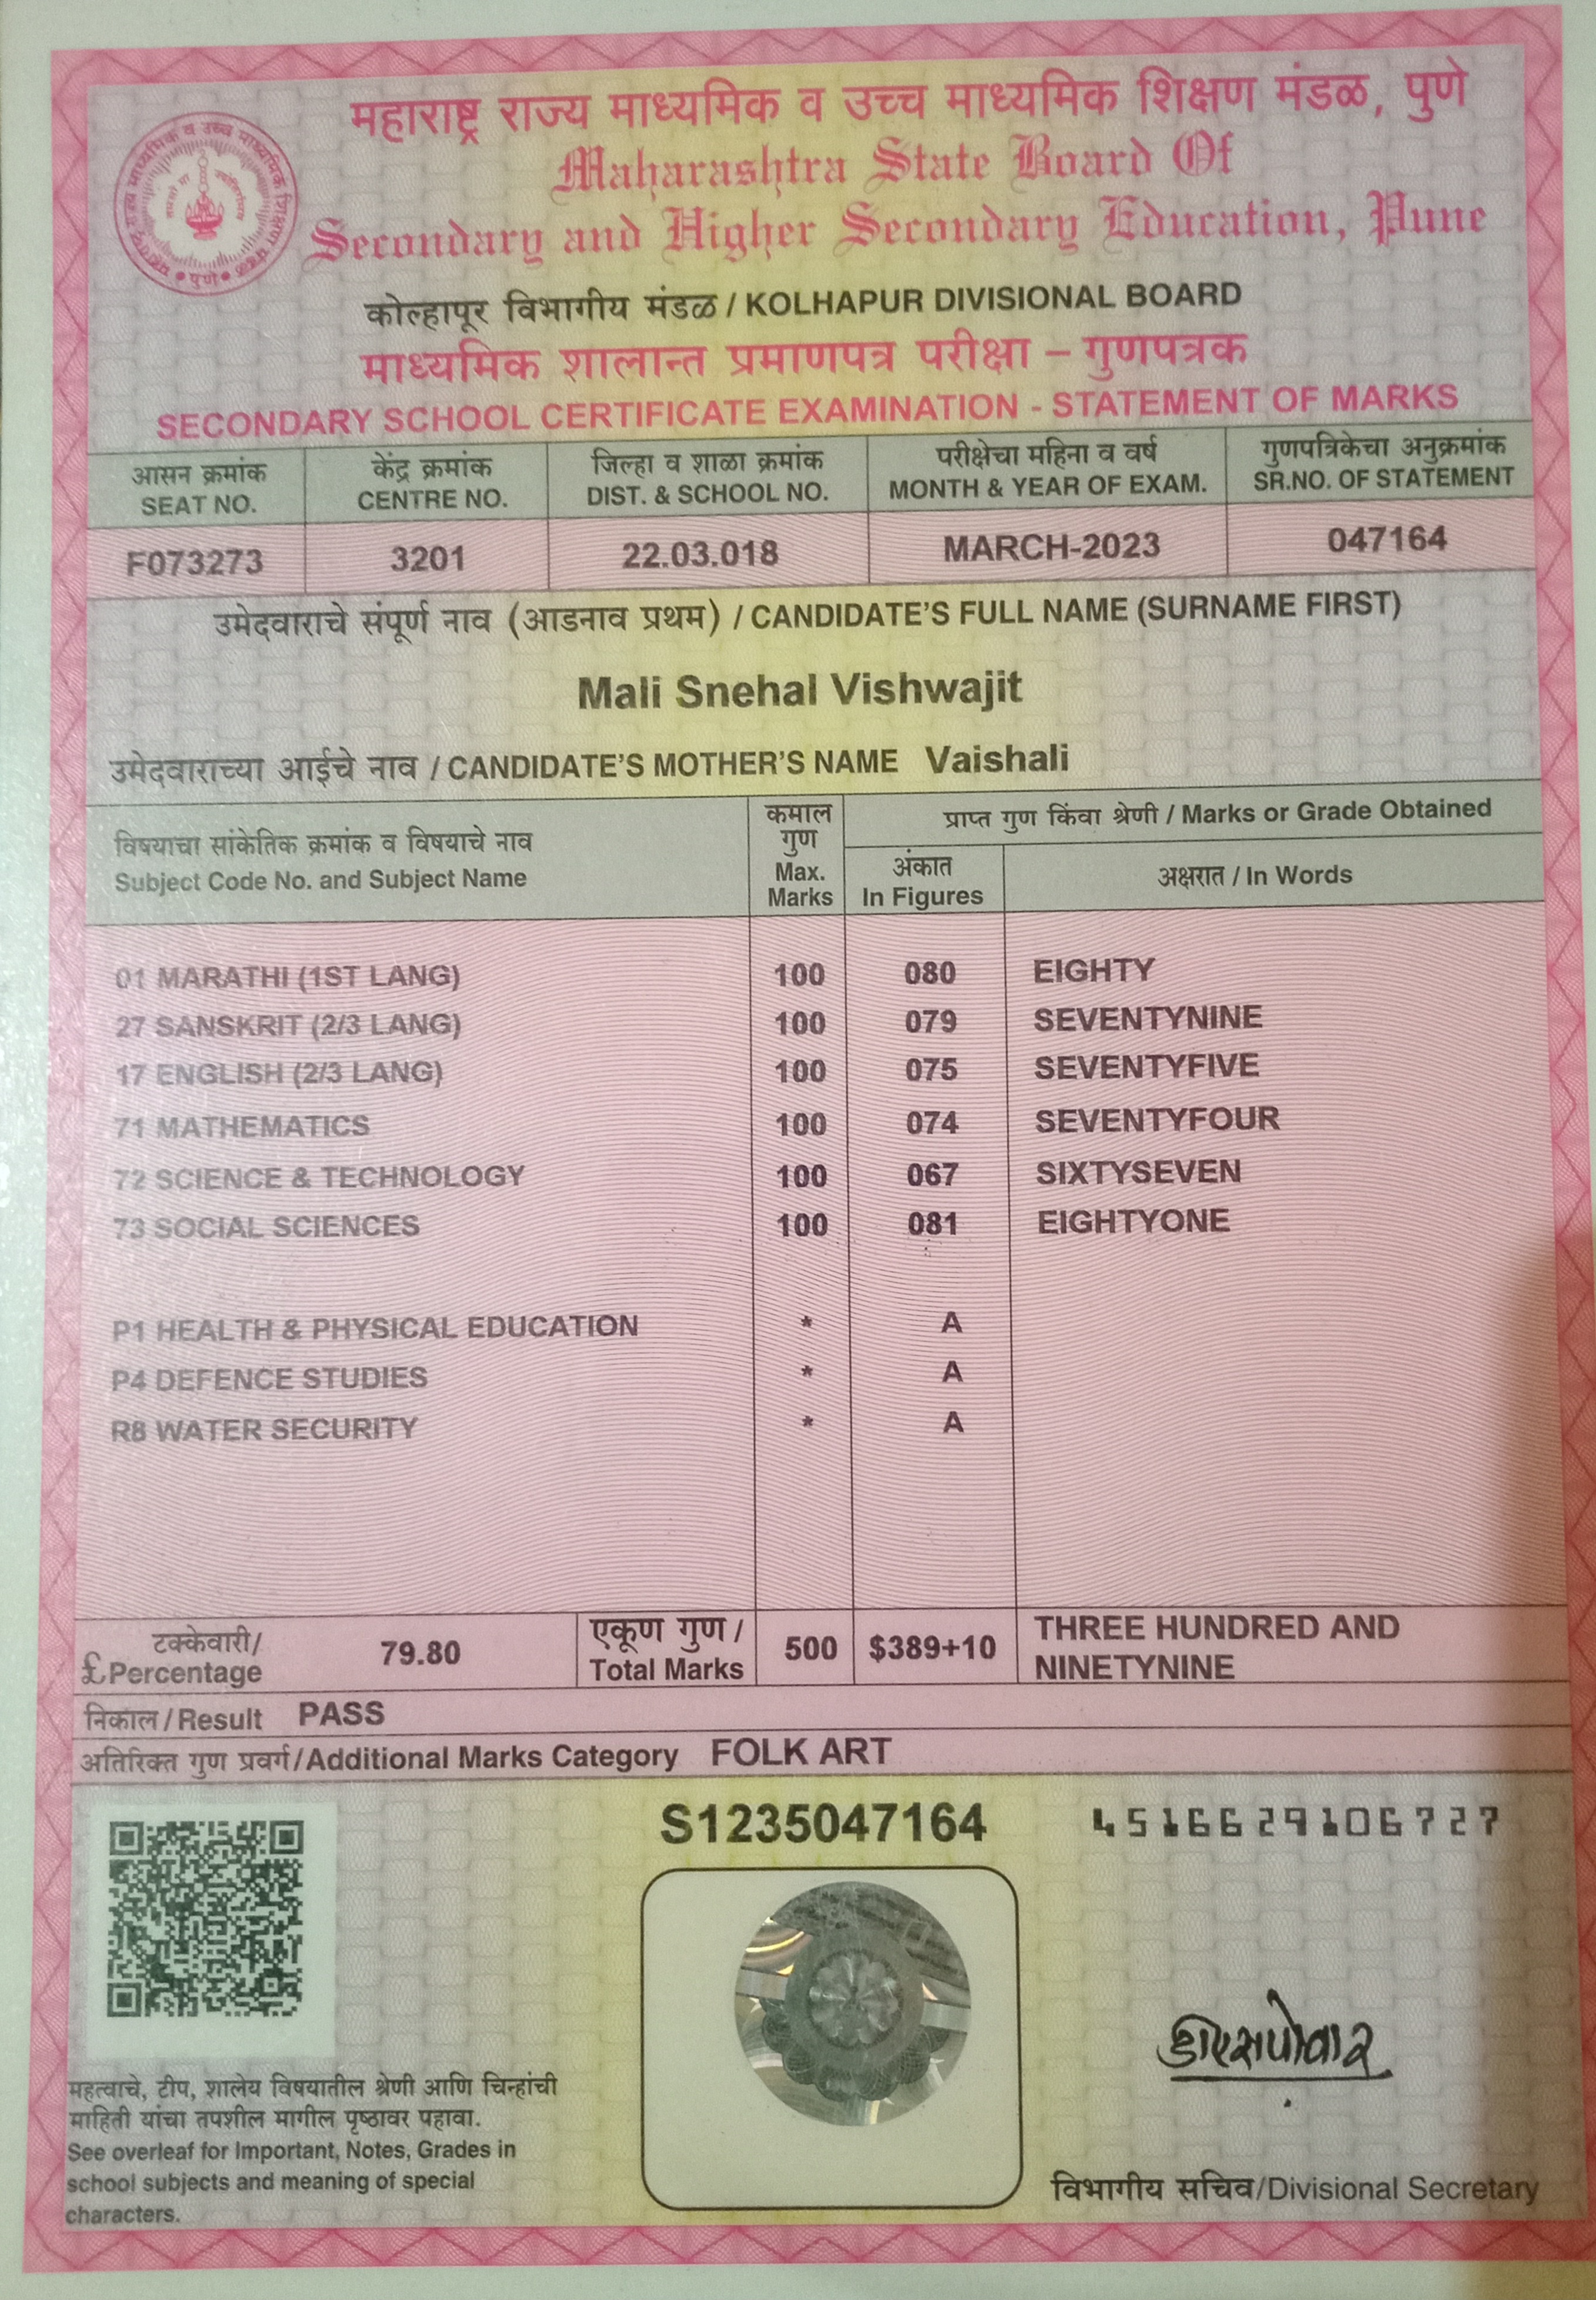 महाराष्ट्र राज्य माध्यमिक व उच्च माध्यमिक शिक्षण मंडळ, पुणे
Maharashtra State Board Of
Secondary and Higher Secondary Education, Pune
कोल्हापूर विभागीय मंडळ / KOLHAPUR DIVISIONAL BOARD
माध्यमिक शालान्त प्रमाणपत्र परीक्षा – गुणपत्रक
SECONDARY SCHOOL CERTIFICATE EXAMINATION - STATEMENT OF MARKS
आसन क्रमांक केंद्र क्रमांक जिल्हा व शाळा क्रमांक परीक्षेचा महिना व वर्ष गुणपत्रिकेचा अनुक्रमांक
SEAT NO. CENTRE NO. DIST. & SCHOOL NO. MONTH & YEAR OF EXAM. SR.NO. OF STATEMENT
F073273 3201 22.03.018 MARCH-2023 047164
उमेदवाराचे संपूर्ण नाव (आडनाव प्रथम) / CANDIDATE'S FULL NAME (SURNAME FIRST)
Mali Snehal Vishwajit
उमेदवाराच्या आईचे नाव / CANDIDATE'S MOTHER'S NAME Vaishali
विषयाचा सांकेतिक क्रमांक व विषयाचे नाव
Subject Code No. and Subject Name
कमाल
गुण
Max.
Marks
प्राप्त गुण किंवा श्रेणी / Marks or Grade Obtained
अंकात
In Figures
अक्षरात / In Words
01 MARATHI (1ST LANG) 100 080 EIGHTY
27 SANSKRIT (2/3 LANG) 100 079 SEVENTYNINE
17 ENGLISH (2/3 LANG) 100 075 SEVENTYFIVE
71 MATHEMATICS 100 074 SEVENTYFOUR
72 SCIENCE & TECHNOLOGY 100 067 SIXTYSEVEN
73 SOCIAL SCIENCES 100 081 EIGHTYONE
P1 HEALTH & PHYSICAL EDUCATION * A
P4 DEFENCE STUDIES * A
R8 WATER SECURITY * A
टक्केवारी/
£Percentage
79.80
एकूण गुण /
Total Marks
500 $389+10
THREE HUNDRED AND
NINETYNINE
निकाल/Result PASS
अतिरिक्त गुण प्रवर्ग/Additional Marks Category FOLK ART
S1235047164 4516629106727
महत्वाचे, टीप, शालेय विषयातील श्रेणी आणि चिन्हांची
माहिती यांचा तपशील मागील पृष्ठावर पहावा.
See overleaf for Important, Notes, Grades in
school subjects and meaning of special
characters.
विभागीय सचिव/Divisional Secretary